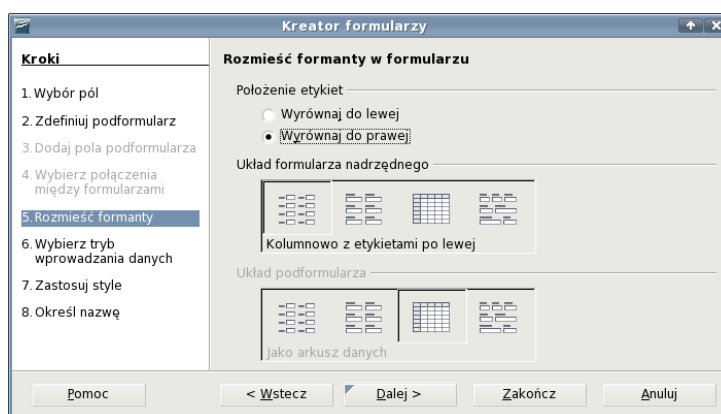 Kreator formularzy
Kroki
1. Wybór pól
2. Zdefiniuj podformularz
3. Dodaj pola podformularza
4. Wybierz połączenia
między formularzami
5. Rozmieść formanty
6. Wybierz tryb
wprowadzania danych
7. Zastosuj style
8. Określ nazwę
Rozmieść formanty w formularzu
Położenie etykiet
Wyrównaj do lewej
Wyrównaj do prawej
Układ formularza nadrzędnego
Kolumnowo z etykietami po lewej
Układ podformularza
Jako arkusz danych
Pomoc
< Wstecz
Dalej >
Zakończ
Anuluj